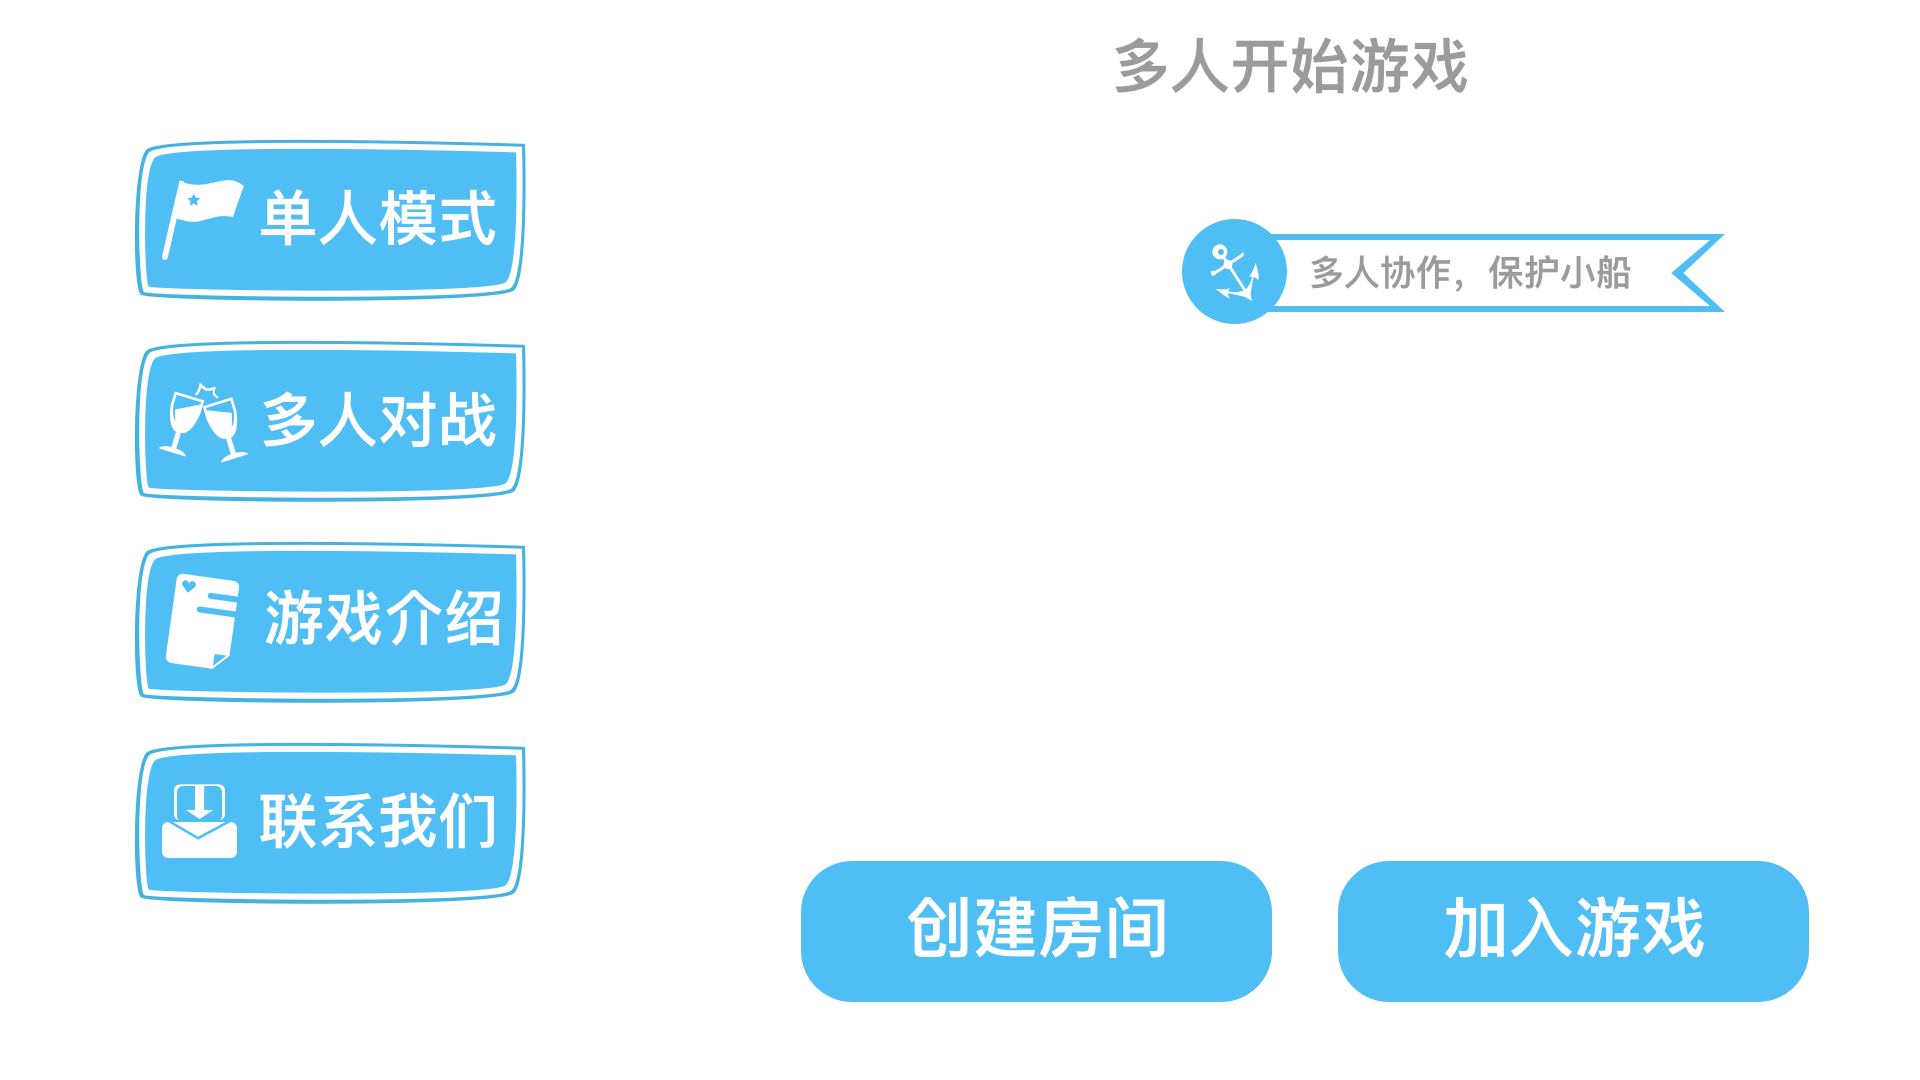 多人开始游戏
单人模式
多人协作，保护小船
多人对战
游戏介绍
联系我们
创建房间
加入游戏